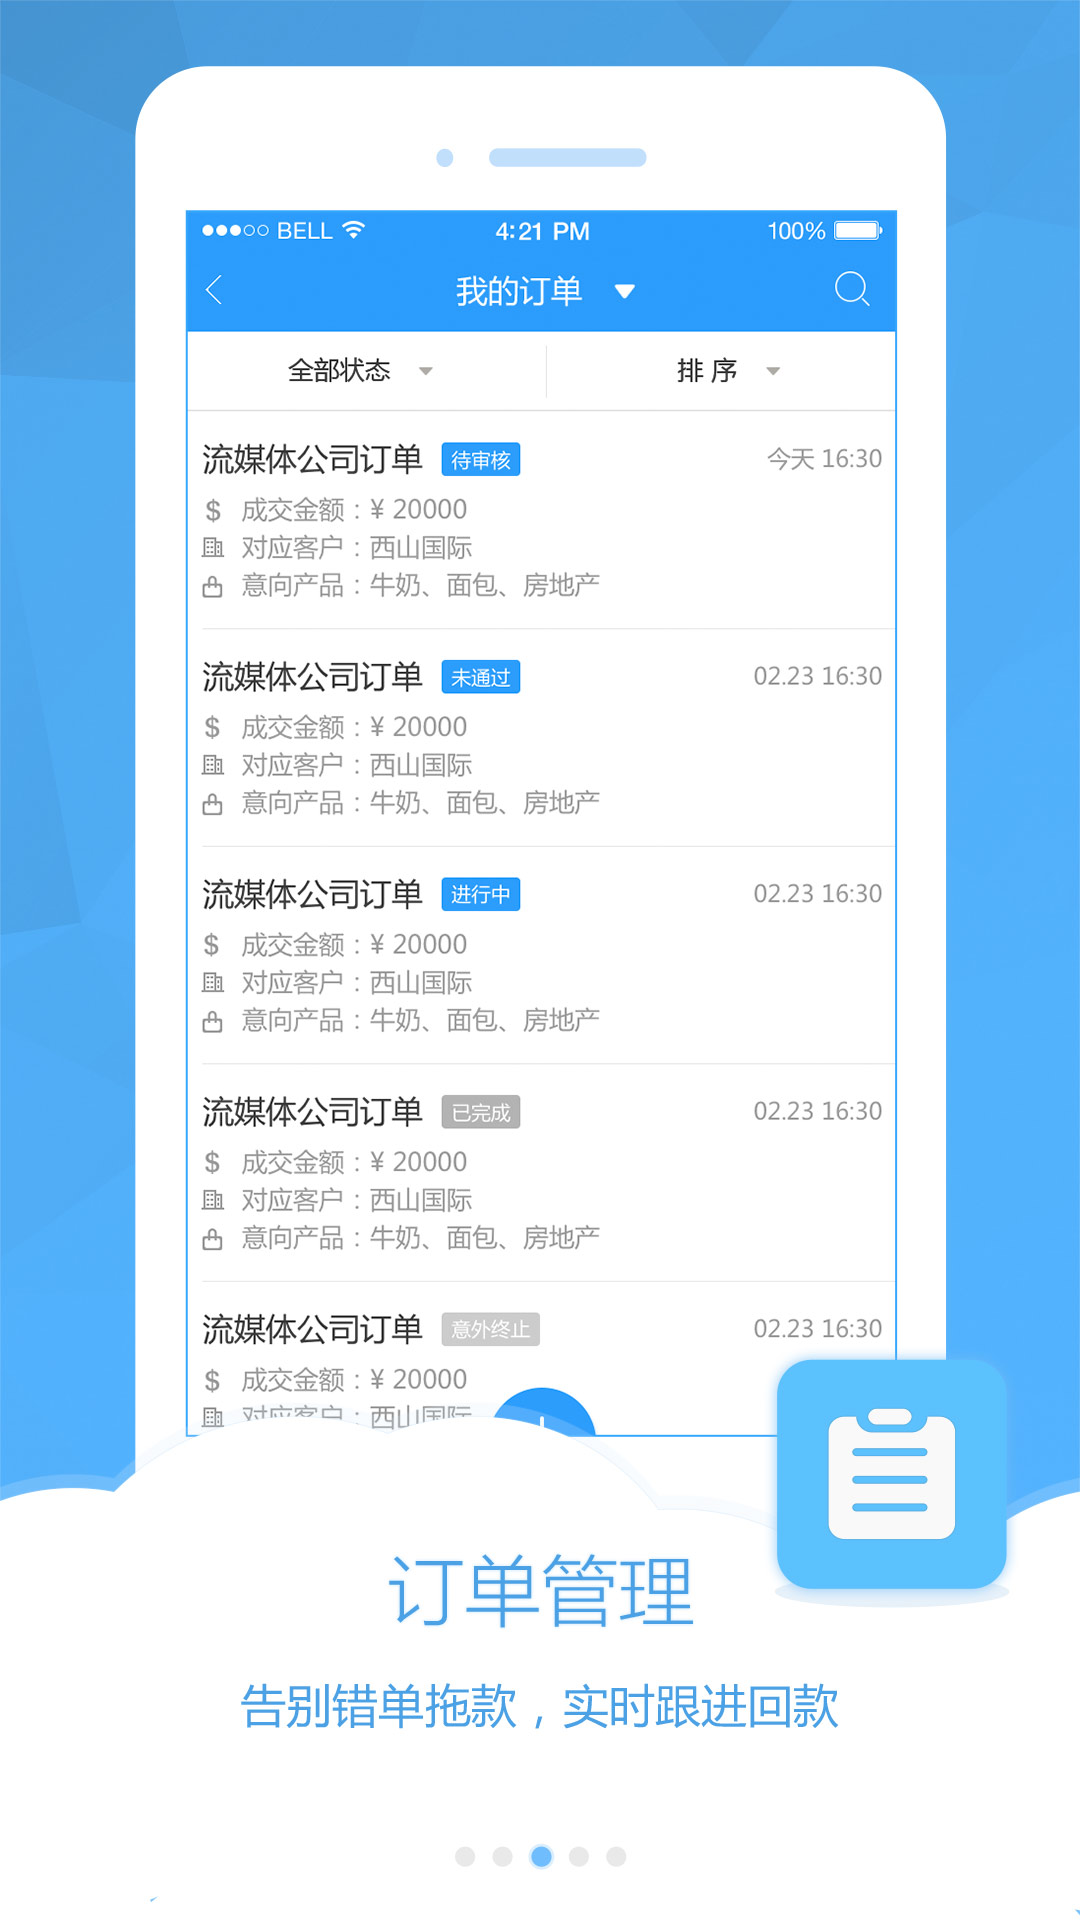 BELL 4:21 PM 100%
我的订单
全部状态 排 序
流媒体公司订单 待审核 今天 16:30
$ 成交金额：¥ 20000
对应客户：西山国际
意向产品：牛奶、面包、房地产
流媒体公司订单 未通过 02.23 16:30
$ 成交金额：¥ 20000
对应客户：西山国际
意向产品：牛奶、面包、房地产
流媒体公司订单 进行中 02.23 16:30
$ 成交金额：¥ 20000
对应客户：西山国际
意向产品：牛奶、面包、房地产
流媒体公司订单 已完成 02.23 16:30
$ 成交金额：¥ 20000
对应客户：西山国际
意向产品：牛奶、面包、房地产
流媒体公司订单 意外终止 02.23 16:30
$ 成交金额：¥ 20000
对应客户：西山国际
订单管理
告别错单拖款，实时跟进回款